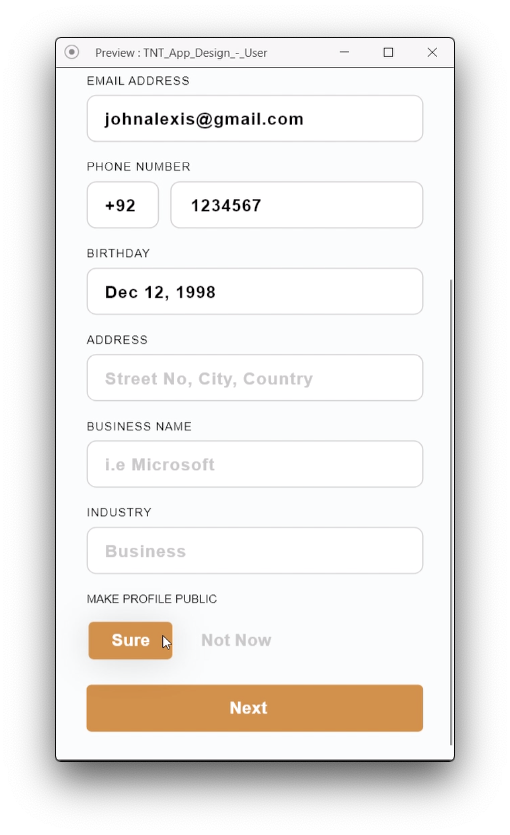 Preview : TNT_App_Design_-_User
EMAIL ADDRESS
johnalexis@gmail.com
PHONE NUMBER
+92 1234567
BIRTHDAY
Dec 12, 1998
ADDRESS
Street No, City, Country
BUSINESS NAME
i.e Microsoft
INDUSTRY
Business
MAKE PROFILE PUBLIC
Sure Not Now
Next